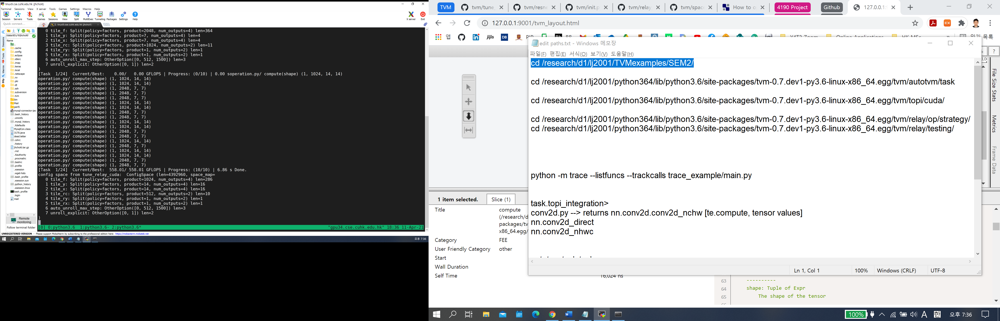 linux9.cse.cuhk.edu.hk (jhchoi6)
Terminal Sessions View X server Tools Games Settings Macros Help
Session Servers Tools Games Sessions View Split MultiExec Tunneling Packages Settings Help X server Exit
Quick connect...
2. linux9.cse.cuhk.edu.hk (jhchoi6)
/data/d0/y16/jhchoi6/
Name
..
.cache
.config
.eclipse
.idlerc
.imap
.keras
.local
.netscape
.nv
.pki
.qt
.ssh
.subversion
.tvm
bin
Mail
perl5
mysql-connector-jav
.bash_history
.viminfo
.mysql_history
.Xdefaults
MysqlCon.class
3170.java
dead.letter
.cshrc
.history
jhchoi6.tar.gz
.rnd
.Xauthority
.procmailrc
.bashrc
.profile
.xsession
.wget-hsts
.bash_profile
.xsession.sun
.python_history
.xsession.linux
bash_profile
.login
mail
Sessions
Tools
Macros
Sftp
Remote monitoring
Follow terminal folder
0 tile_f: Split(policy=factors, product=2048, num_outputs=4) len=364
1 tile_y: Split(policy=factors, product=7, num_outputs=4) len=4
2 tile_x: Split(policy=factors, product=7, num_outputs=4) len=4
3 tile_rc: Split(policy=factors, product=1024, num_outputs=2) len=11
4 tile_ry: Split(policy=factors, product=1, num_outputs=2) len=1
5 tile_rx: Split(policy=factors, product=1, num_outputs=2) len=1
6 auto_unroll_max_step: OtherOption([0, 512, 1500]) len=3
7 unroll_explicit: OtherOption([0, 1]) len=2
)
[Task  1/24]  Current/Best:    0.00/   0.00 GFLOPS | Progress: (0/10) | 0.00 soperation.py/ compute(shape) (1, 1024, 14, 14)
operation.py/ compute(shape) (1, 1024, 14, 14)
operation.py/ compute(shape) (1, 1024, 14, 14)
operation.py/ compute(shape) (1, 2048, 7, 7)
operation.py/ compute(shape) (1, 2048, 7, 7)
operation.py/ compute(shape) (1, 2048, 7, 7)
operation.py/ compute(shape) (1, 1024, 14, 14)
operation.py/ compute(shape) (1, 1024, 14, 14)
operation.py/ compute(shape) (1, 2048, 7, 7)
operation.py/ compute(shape) (1, 2048, 7, 7)
operation.py/ compute(shape) (1, 1024, 14, 14)
operation.py/ compute(shape) (1, 1024, 14, 14)
operation.py/ compute(shape) (1, 2048, 7, 7)
operation.py/ compute(shape) (1, 2048, 7, 7)
operation.py/ compute(shape) (1, 1024, 14, 14)
operation.py/ compute(shape) (1, 2048, 7, 7)
operation.py/ compute(shape) (1, 1024, 14, 14)
operation.py/ compute(shape) (1, 1024, 14, 14)
operation.py/ compute(shape) (1, 2048, 7, 7)
operation.py/ compute(shape) (1, 2048, 7, 7)
[Task  1/24]  Current/Best:  558.01/ 558.01 GFLOPS | Progress: (10/10) | 6.86 s Done.
config space from tune_relay_cuda:  ConfigSpace (len=4392960, space_map=
0 tile_f: Split(policy=factors, product=1024, num_outputs=4) len=286
1 tile_y: Split(policy=factors, product=14, num_outputs=4) len=16
2 tile_x: Split(policy=factors, product=14, num_outputs=4) len=16
3 tile_rc: Split(policy=factors, product=512, num_outputs=2) len=10
4 tile_ry: Split(policy=factors, product=1, num_outputs=2) len=1
5 tile_rx: Split(policy=factors, product=1, num_outputs=2) len=1
6 auto_unroll_max_step: OtherOption([0, 512, 1500]) len=3
7 unroll_explicit: OtherOption([0, 1]) len=2
)
[0] 0:python3.6  1:python3.6- 2:python3.6* "gpu34.cse.cuhk.edu.hk" 18:36 11-Apr-21
UNREGISTERED VERSION - Please support MobaXterm by subscribing to the professional edition here: https://mobaxterm.mobatek.net
오후 7:36
TVM tvm/tune_ tvm/resne tvm/init.p tvm/relay tvm/spac How to o 4190 Project Github 127.0.0.1:
127.0.0.1:9001/tvm_layout.html
앱 jijis DB
목록
edit paths.txt - Windows 메모장
파일(F) 편집(E) 서식(O) 보기(V) 도움말(H)
cd /research/d1/lj2001/TVMexamples/SEM2/
cd /research/d1/lj2001/python364/lib/python3.6/site-packages/tvm-0.7.dev1-py3.6-linux-x86_64.egg/tvm/autotvm/task
cd /research/d1/lj2001/python364/lib/python3.6/site-packages/tvm-0.7.dev1-py3.6-linux-x86_64.egg/tvm/topi/cuda/
cd /research/d1/lj2001/python364/lib/python3.6/site-packages/tvm-0.7.dev1-py3.6-linux-x86_64.egg/tvm/relay/op/strategy/
cd /research/d1/lj2001/python364/lib/python3.6/site-packages/tvm-0.7.dev1-py3.6-linux-x86_64.egg/tvm/relay/testing/
python -m trace --listfuncs --trackcalls trace_example/main.py
task.topi_integration>
conv2d.py --> returns nn.conv2d.conv2d_nchw [te.compute, tensor values]
nn.conv2d_direct
nn.conv2d_nhwc
Ln 1, Col 1 100% Windows (CRLF) UTF-8
?
File Size Stats
Metrics
Frame Data
1 item selected. Slice (1)
Title compute
(/research/d
packages/tv
x86_64.egg/
Category FEE
User Friendly Category other
Start
Wall Duration
Self Time 16,024 ns
63 ----------
64 shape: Tuple of Expr
65 The shape of the tensor
100% A 한 오후 7:36